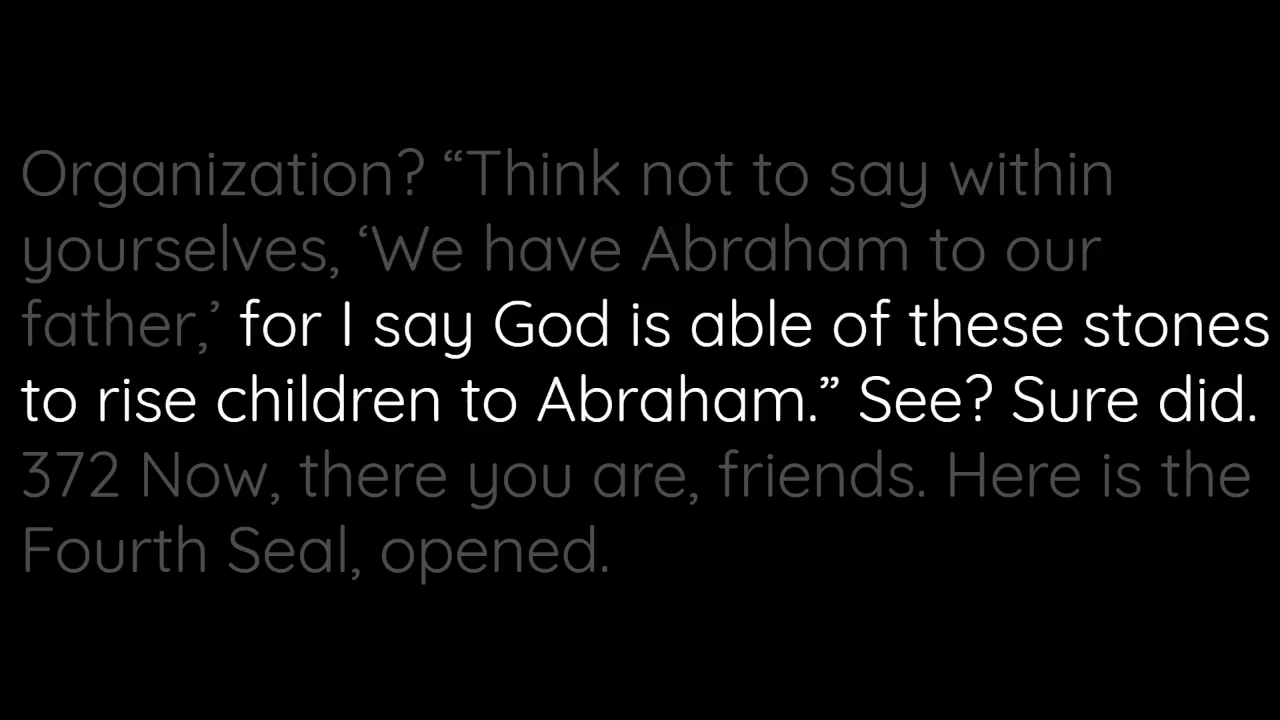 Organization? “Think not to say within
yourselves, ‘We have Abraham to our
father,’ for I say God is able of these stones
to rise children to Abraham.” See? Sure did.
372 Now, there you are, friends. Here is the
Fourth Seal, opened.